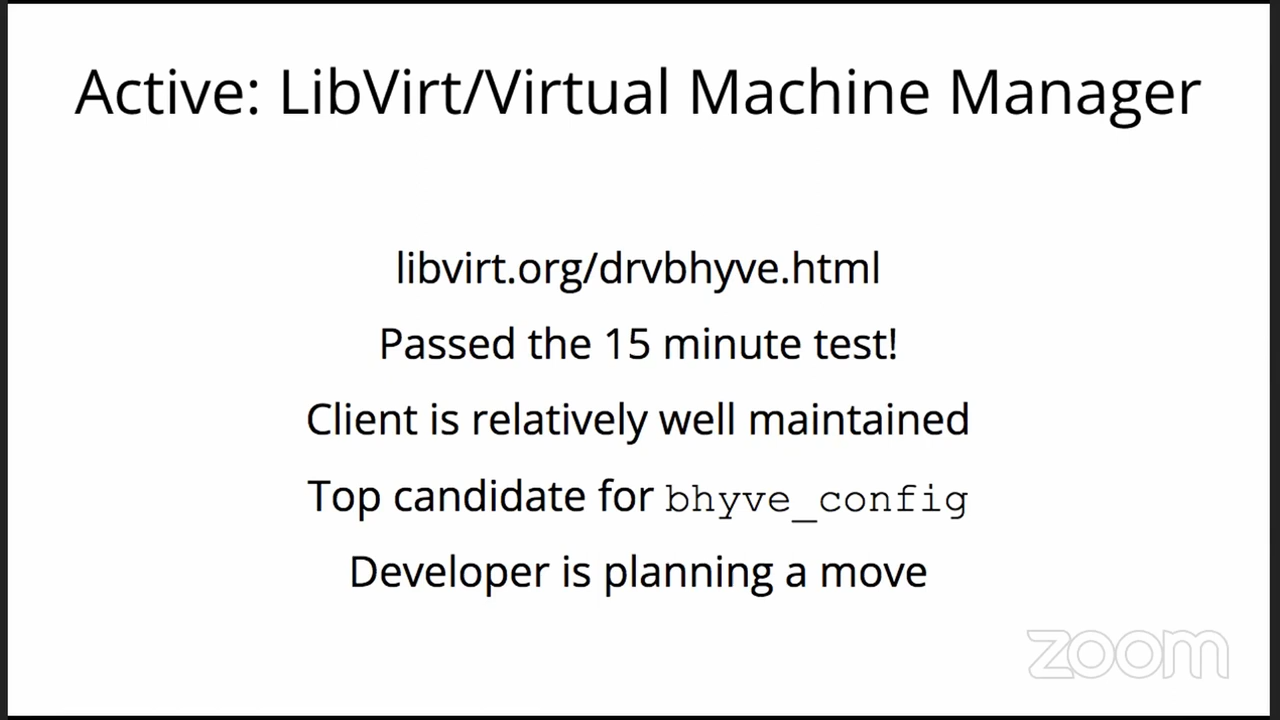 Active: LibVirt/Virtual Machine Manager
libvirt.org/drvbhyve.html
Passed the 15 minute test!
Client is relatively well maintained
Top candidate for bhyve_config
Developer is planning a move
zoom